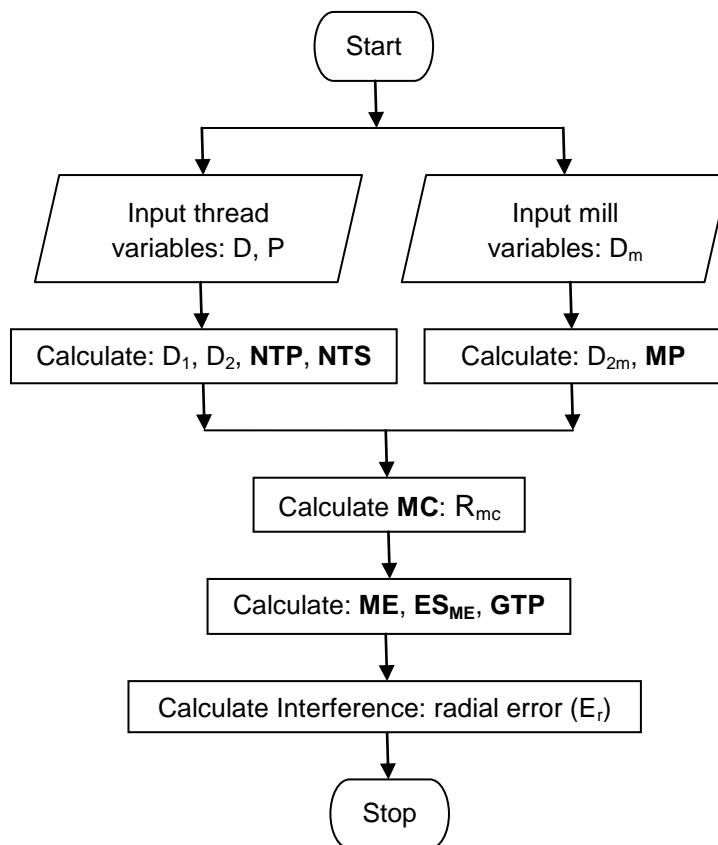 Start
Input thread
variables: D, P
Input mill
variables: Dₘ
Calculate: D₁, D₂, NTP, NTS
Calculate: D₂ₘ, MP
Calculate MC: Rmc
Calculate: ME, ESME, GTP
Calculate Interference: radial error (Eᵣ)
Stop